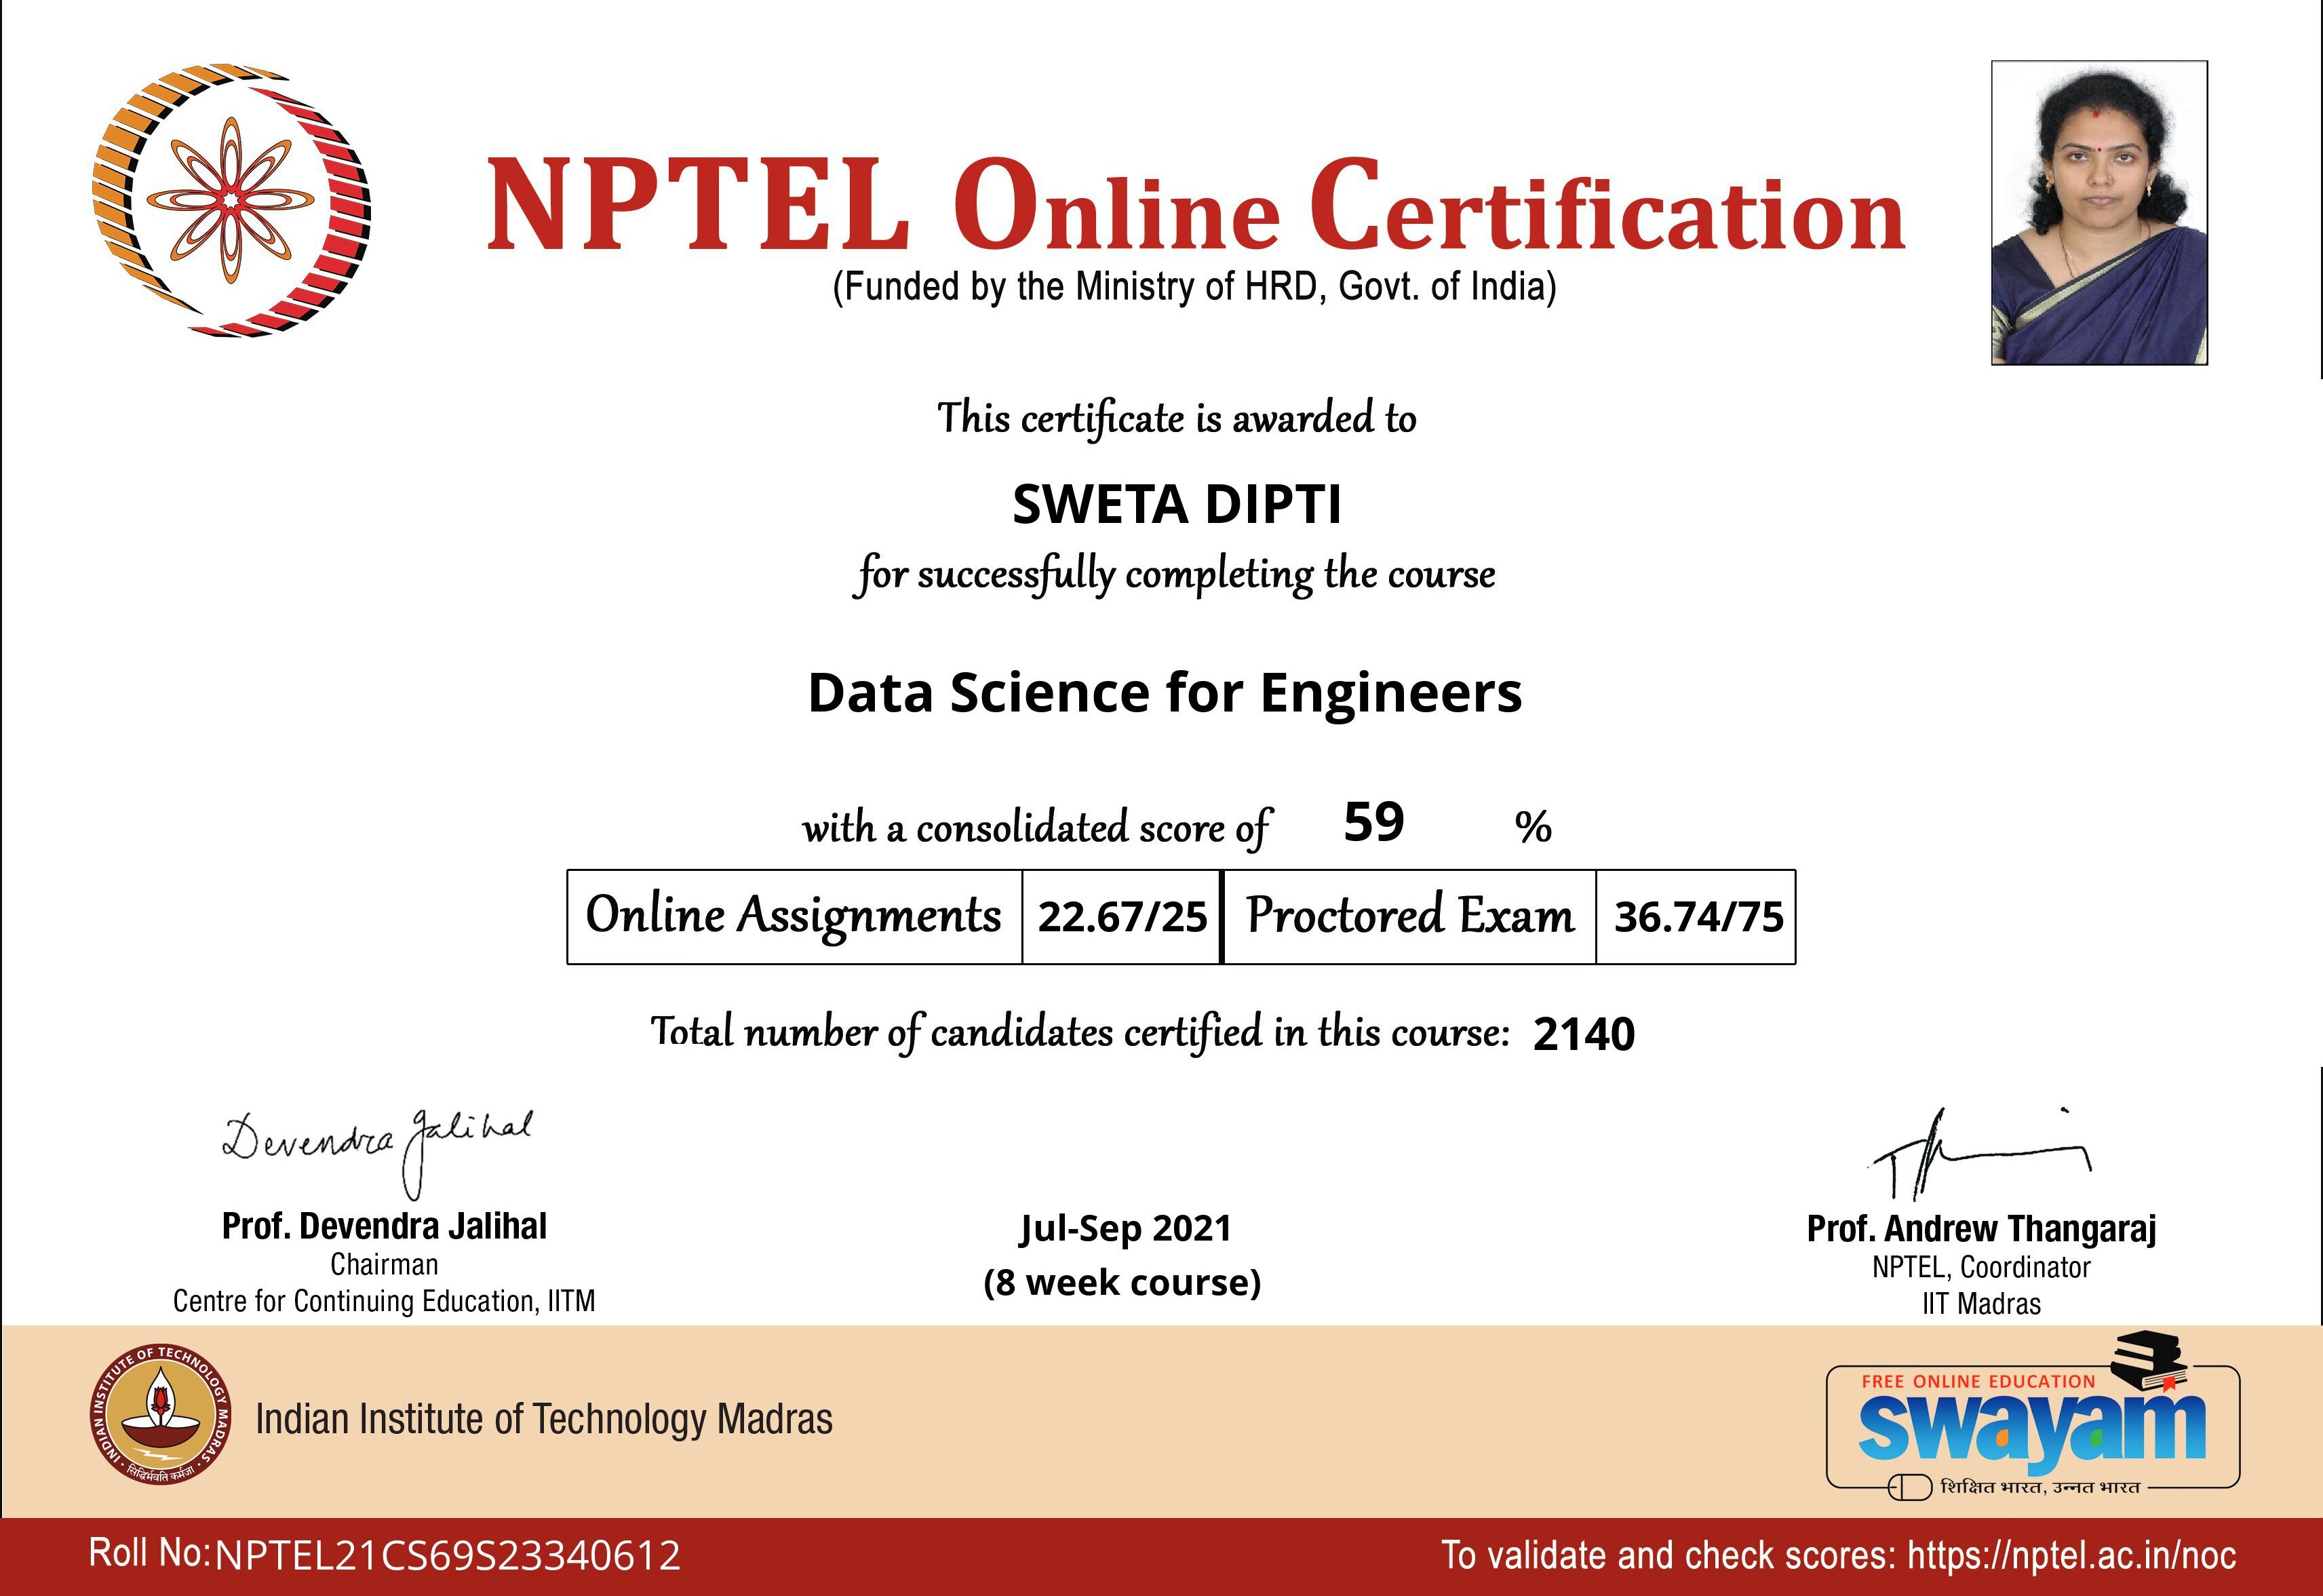 NPTEL Online Certification
(Funded by the Ministry of HRD, Govt. of India)
This certificate is awarded to
SWETA DIPTI
for successfully completing the course
Data Science for Engineers
with a consolidated score of 59 %
Online Assignments 22.67/25 Proctored Exam 36.74/75
Total number of candidates certified in this course: 2140
Devendra Jalihal
Prof. Devendra Jalihal
Chairman
Centre for Continuing Education, IITM
Jul-Sep 2021
(8 week course)
Prof. Andrew Thangaraj
NPTEL, Coordinator
IIT Madras
INDIAN INSTITUTE OF TECHNOLOGY MADRAS
सिद्धिर्भवति कर्मजा
Indian Institute of Technology Madras
FREE ONLINE EDUCATION
swayam
शिक्षित भारत, उन्नत भारत
Roll No:NPTEL21CS69S23340612
To validate and check scores: https://nptel.ac.in/noc